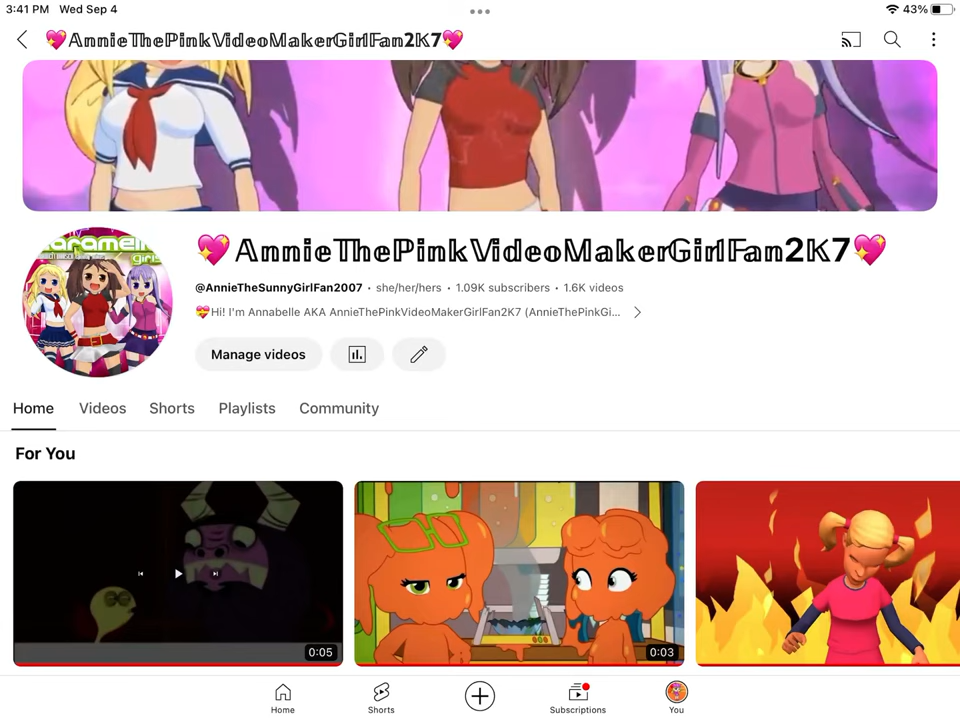 3:41 PM Wed Sep 4
43%
💖𝔸𝕟𝕟𝕚𝕖𝕋𝕙𝕖ℙ𝕚𝕟𝕜𝕍𝕚𝕕𝕖𝕠𝕄𝕒𝕜𝕖𝕣𝔾𝕚𝕣𝕝𝔽𝕒𝕟2𝕂7💖
aramell
girls
💖𝔸𝕟𝕟𝕚𝕖𝕋𝕙𝕖ℙ𝕚𝕟𝕜𝕍𝕚𝕕𝕖𝕠𝕄𝕒𝕜𝕖𝕣𝔾𝕚𝕣𝕝𝔽𝕒𝕟2𝕂7💖
@AnnieTheSunnyGirlFan2007 · she/her/hers · 1.09K subscribers · 1.6K videos
💝Hi! I'm Annabelle AKA AnnieThePinkVideoMakerGirlFan2K7 (AnnieThePinkGi...
Manage videos
Home Videos Shorts Playlists Community
For You
0:05
0:03
Home Shorts Subscriptions You